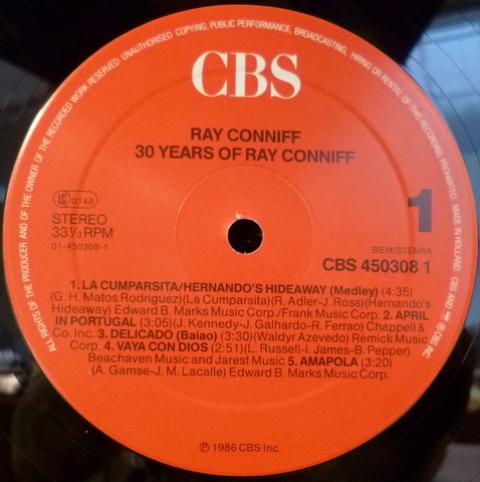 ALL RIGHTS OF THE PRODUCER AND OF THE OWNER OF THE RECORDED WORK RESERVED. UNAUTHORISED COPYING, PUBLIC PERFORMANCE, BROADCASTING, HIRING OR RENTAL OF THIS RECORDING PROHIBITED. MADE IN HOLLAND. CBS AND
CBS INC.
CBS
RAY CONNIFF
30 YEARS OF RAY CONNIFF
LC 0149
STEREO
33⅓ RPM
01-450308-1
1
BIEM/STEMRA
CBS 450308 1
1. LA CUMPARSITA/HERNANDO'S HIDEAWAY (Medley) (4:35)
(G. H. Matos Rodriguez)(La Cumparsita)(R. Adler-J. Ross)(Hernando's
Hideaway) Edward B. Marks Music Corp./Frank Music Corp. 2. APRIL
IN PORTUGAL (3:05)(J. Kennedy-J. Galhardo-R. Ferrao) Chappell &
Co. Inc. 3. DELICADO (Baiao) (3:30)(Waldyr Azevedo) Remick Music
Corp. 4. VAYA CON DIOS (2:51)(L. Russell-I. James-B. Pepper)
Beachaven Music and Jarest Music. 5. AMAPOLA (3:20)
(A. Gamse-J. M. Lacalle) Edward B. Marks Music Corp.
℗ 1986 CBS Inc.